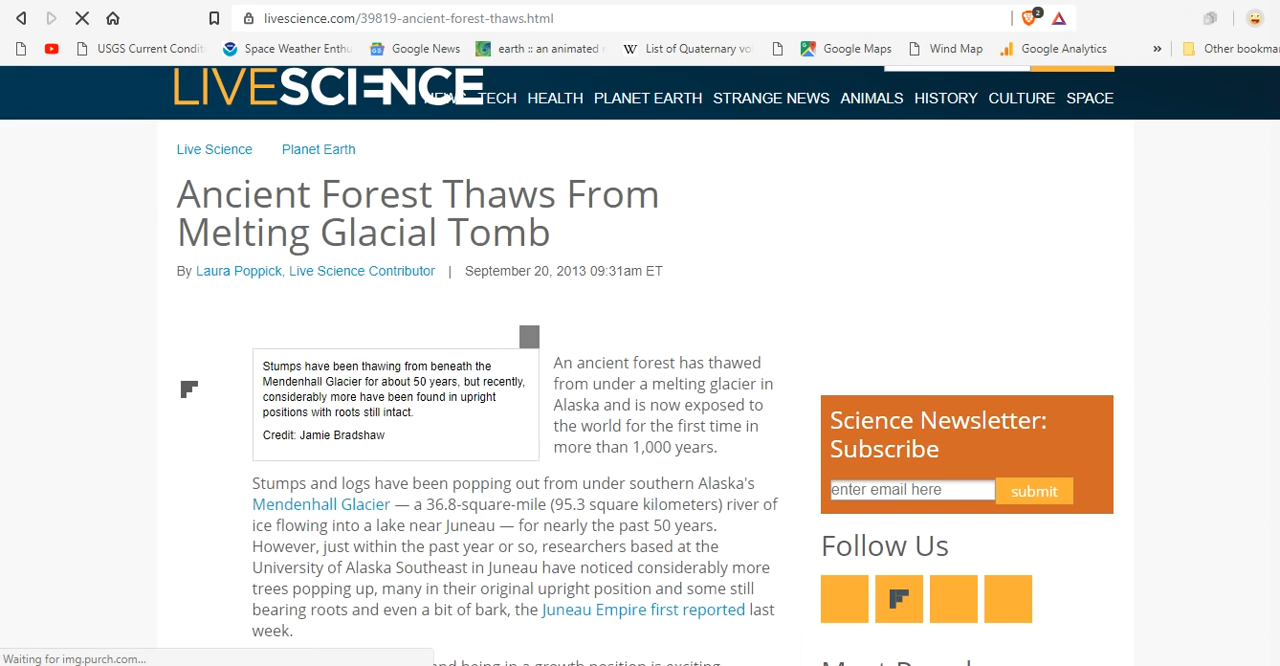 livescience.com/39819-ancient-forest-thaws.html
2
USGS Current Condit
Space Weather Enthu
Google News
earth :: an animated
List of Quaternary vo
Google Maps
Wind Map
Google Analytics
»
Other bookma
LIVESCIENCE
NEWS TECH HEALTH PLANET EARTH STRANGE NEWS ANIMALS HISTORY CULTURE SPACE
Live Science Planet Earth
Ancient Forest Thaws From
Melting Glacial Tomb
By Laura Poppick, Live Science Contributor | September 20, 2013 09:31am ET
Stumps have been thawing from beneath the
Mendenhall Glacier for about 50 years, but recently,
considerably more have been found in upright
positions with roots still intact.
Credit: Jamie Bradshaw
An ancient forest has thawed
from under a melting glacier in
Alaska and is now exposed to
the world for the first time in
more than 1,000 years.
Stumps and logs have been popping out from under southern Alaska's
Mendenhall Glacier — a 36.8-square-mile (95.3 square kilometers) river of
ice flowing into a lake near Juneau — for nearly the past 50 years.
However, just within the past year or so, researchers based at the
University of Alaska Southeast in Juneau have noticed considerably more
trees popping up, many in their original upright position and some still
bearing roots and even a bit of bark, the Juneau Empire first reported last
week.
and being in a growth position is exciting
Science Newsletter:
Subscribe
enter email here
submit
Follow Us
Waiting for img.purch.com...